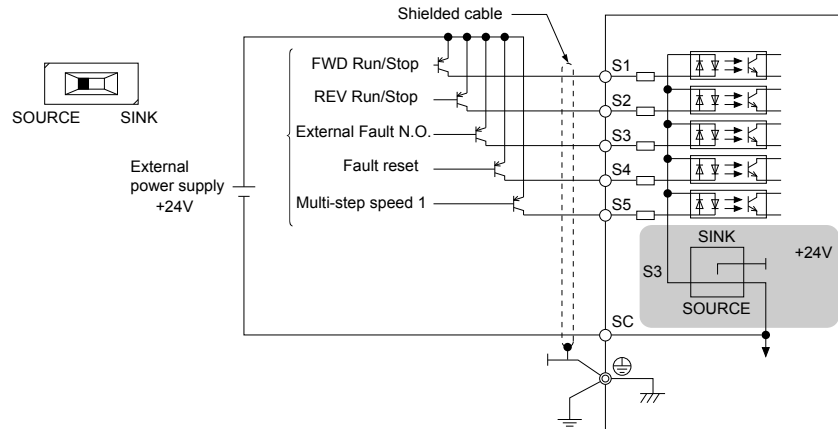 Shielded cable
FWD Run/Stop
REV Run/Stop
External Fault N.O.
Fault reset
Multi-step speed 1
SOURCE SINK
External
power supply
+24V
S1
S2
S3
S4
S5
SINK
+24V
S3
SOURCE
SC